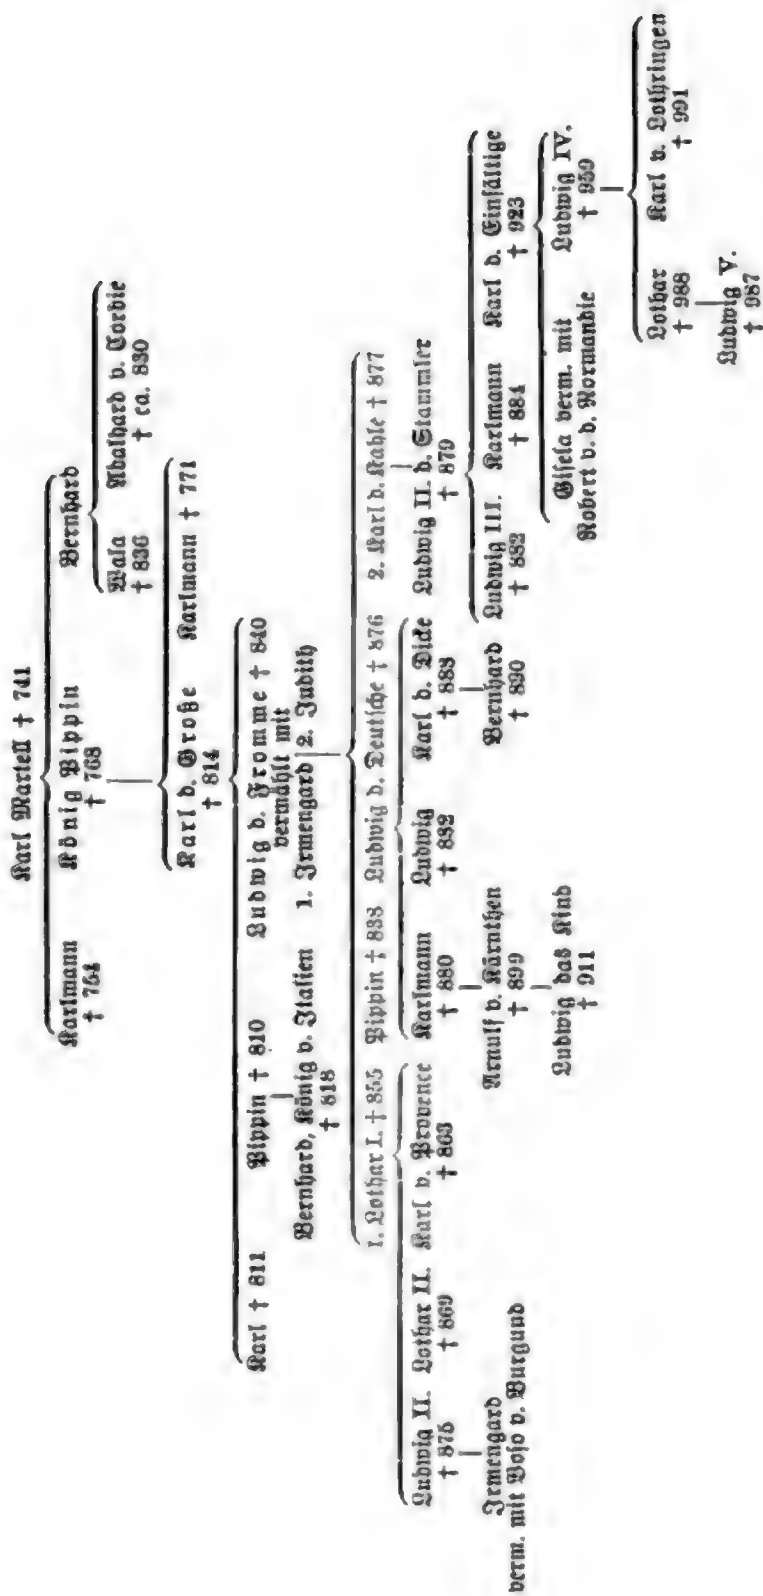 Karl Martell † 741
Karlmann König Pippin Bernhard
† 754 † 768
Wala Adalhard v. Corbie
† 836 † ca. 830
Karl d. Große Karlmann † 771
† 814
Karl † 811 Pippin † 810 Ludwig d. Fromme † 840
vermählt mit
Bernhard, König v. Italien 1. Irmengard 2. Judith
† 818
1. Lothar I. † 855 Pippin † 838 Ludwig d. Deutsche † 876 2. Karl d. Kahle † 877
Ludwig II. Lothar II. Karl v. Provence Karlmann Ludwig Karl d. Dicke Ludwig II. d. Stammler
† 875 † 869 † 863 † 880 † 882 † 888 † 879
Irmengard Arnulf v. Kärnthen Bernhard Ludwig III. Karlmann Karl d. Einfältige
verm. mit Boso v. Burgund † 899 † 890 † 882 † 884 † 923
Ludwig das Kind Gisela verm. mit Ludwig IV.
† 911 Robert v. d. Normandie † 959
Lothar Karl v. Lothringen
† 988 † 991
Ludwig V.
† 987